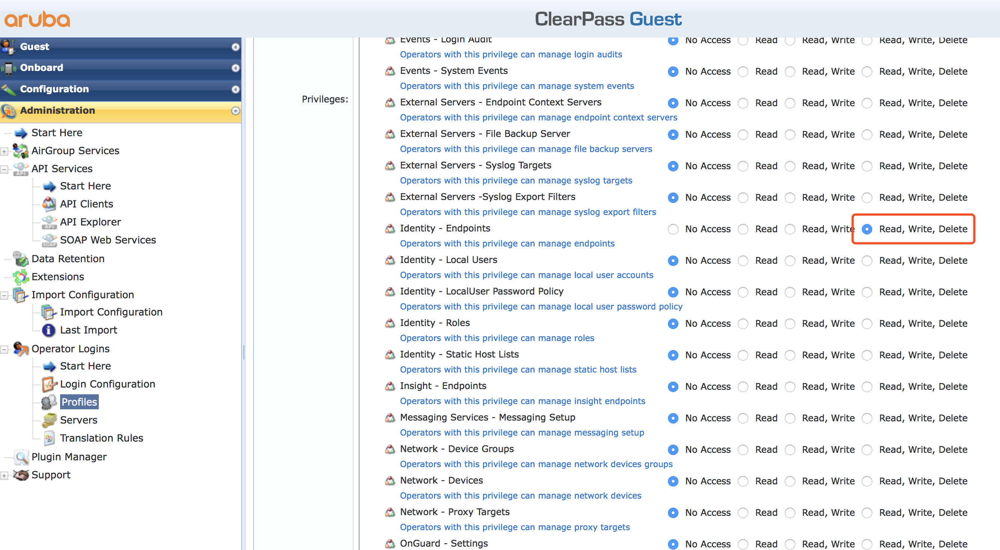 aruba
ClearPass Guest
Guest
Onboard
Configuration
Administration
Start Here
AirGroup Services
API Services
Start Here
API Clients
API Explorer
SOAP Web Services
Data Retention
Extensions
Import Configuration
Import Configuration
Last Import
Operator Logins
Start Here
Login Configuration
Profiles
Servers
Translation Rules
Plugin Manager
Support
Privileges:
Events - Login Audit No Access Read Read, Write Read, Write, Delete
Operators with this privilege can manage login audits
Events - System Events No Access Read Read, Write Read, Write, Delete
Operators with this privilege can manage system events
External Servers - Endpoint Context Servers No Access Read Read, Write Read, Write, Delete
Operators with this privilege can manage endpoint context servers
External Servers - File Backup Server No Access Read Read, Write Read, Write, Delete
Operators with this privilege can manage file backup servers
External Servers - Syslog Targets No Access Read Read, Write Read, Write, Delete
Operators with this privilege can manage syslog targets
External Servers -Syslog Export Filters No Access Read Read, Write Read, Write, Delete
Operators with this privilege can manage syslog export filters
Identity - Endpoints No Access Read Read, Write Read, Write, Delete
Operators with this privilege can manage endpoints
Identity - Local Users No Access Read Read, Write Read, Write, Delete
Operators with this privilege can manage local user accounts
Identity - LocalUser Password Policy No Access Read Read, Write Read, Write, Delete
Operators with this privilege can manage local user password policy
Identity - Roles No Access Read Read, Write Read, Write, Delete
Operators with this privilege can manage roles
Identity - Static Host Lists No Access Read Read, Write Read, Write, Delete
Operators with this privilege can manage static host lists
Insight - Endpoints No Access Read Read, Write Read, Write, Delete
Operators with this privilege can manage insight endpoints
Messaging Services - Messaging Setup No Access Read Read, Write Read, Write, Delete
Operators with this privilege can manage messaging setup
Network - Device Groups No Access Read Read, Write Read, Write, Delete
Operators with this privilege can manage network devices groups
Network - Devices No Access Read Read, Write Read, Write, Delete
Operators with this privilege can manage network devices
Network - Proxy Targets No Access Read Read, Write Read, Write, Delete
Operators with this privilege can manage proxy targets
OnGuard - Settings No Access Read Read, Write Read, Write, Delete